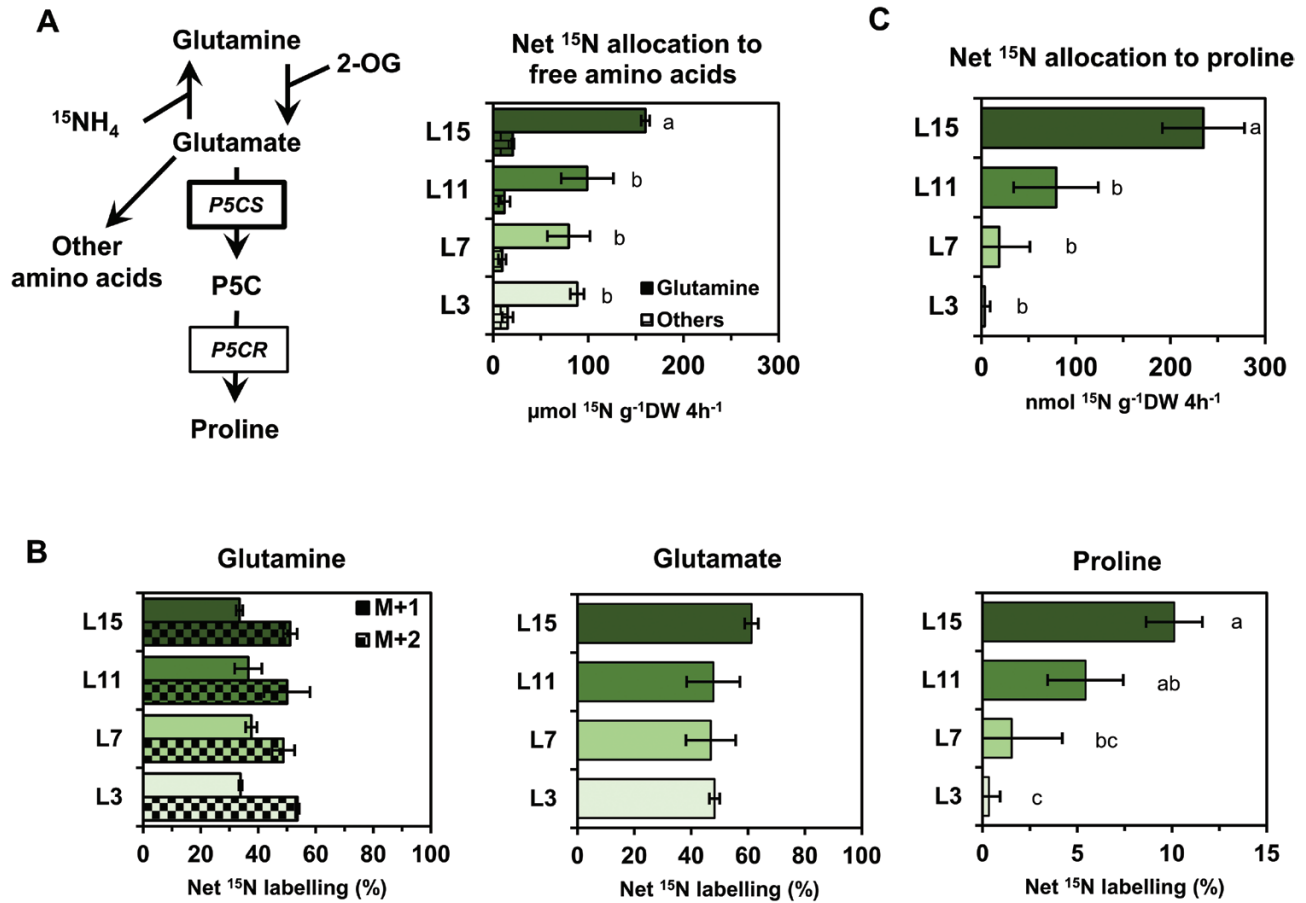 A
Glutamine
2-OG
¹⁵NH₄
Glutamate
P5CS
Other
amino acids
P5C
P5CR
Proline
Net ¹⁵N allocation to
free amino acids
L15
a
L11
b
L7
b
L3
b
Glutamine
Others
0 100 200 300
µmol ¹⁵N g⁻¹DW 4h⁻¹
C
Net ¹⁵N allocation to proline
L15
a
L11
b
L7
b
L3
b
0 100 200 300
nmol ¹⁵N g⁻¹DW 4h⁻¹
B
Glutamine
L15
L11
L7
L3
M+1
M+2
0 20 40 60 80 100
Net ¹⁵N labelling (%)
Glutamate
L15
L11
L7
L3
0 20 40 60 80 100
Net ¹⁵N labelling (%)
Proline
L15
a
L11
ab
L7
bc
L3
c
0 5 10 15
Net ¹⁵N labelling (%)